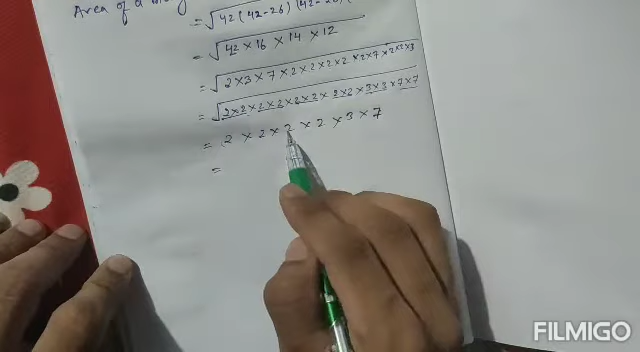 Area of a
= √42(42-26)(42-28)(
= √42 × 16 × 14 × 12
= √2×3×7×2×2×2×2×2×7×2×2×3
= √2×2×2×2×2×2×2×2×3×3×7×7
= 2 × 2 × 2 × 2 × 3 × 7
=
FILMIGO